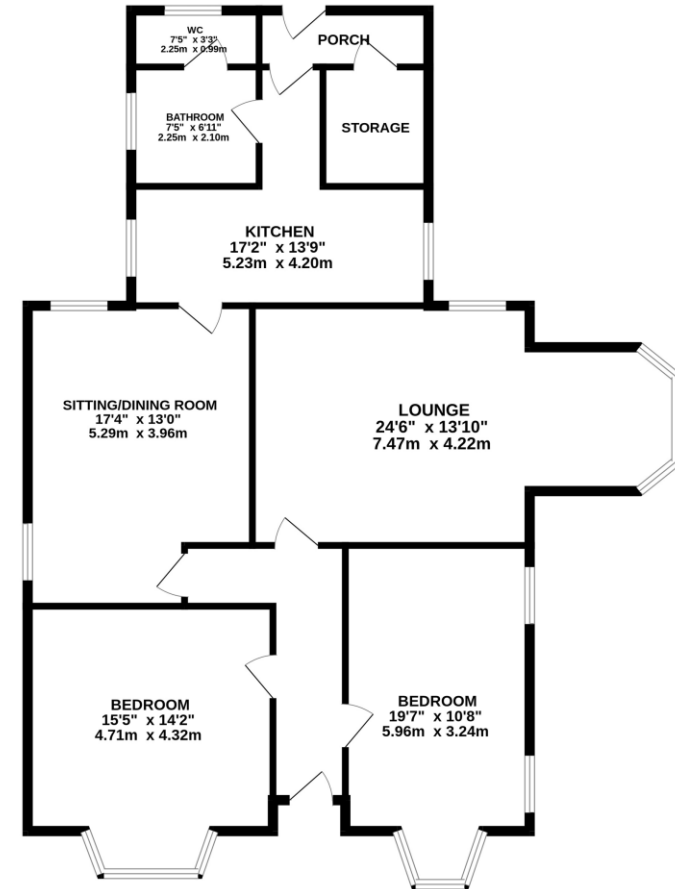 WC
7'5" x 3'3"
2.25m x 0.99m
PORCH
BATHROOM
7'5" x 6'11"
2.25m x 2.10m
STORAGE
KITCHEN
17'2" x 13'9"
5.23m x 4.20m
SITTING/DINING ROOM
17'4" x 13'0"
5.29m x 3.96m
LOUNGE
24'6" x 13'10"
7.47m x 4.22m
BEDROOM
15'5" x 14'2"
4.71m x 4.32m
BEDROOM
19'7" x 10'8"
5.96m x 3.24m